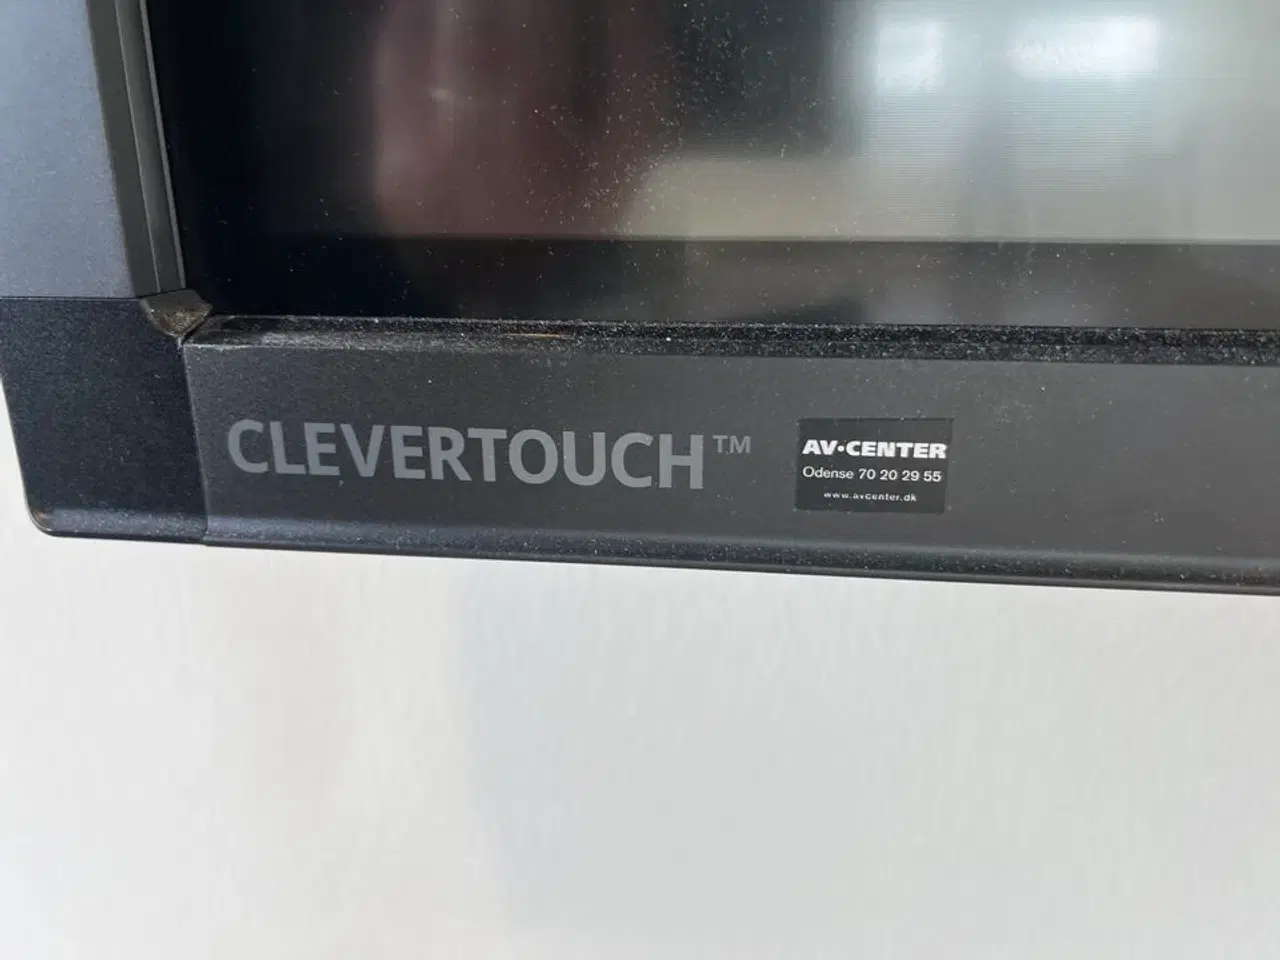 CLEVERTOUCH™
AV·CENTER
Odense 70 20 29 55
www.avcenter.dk